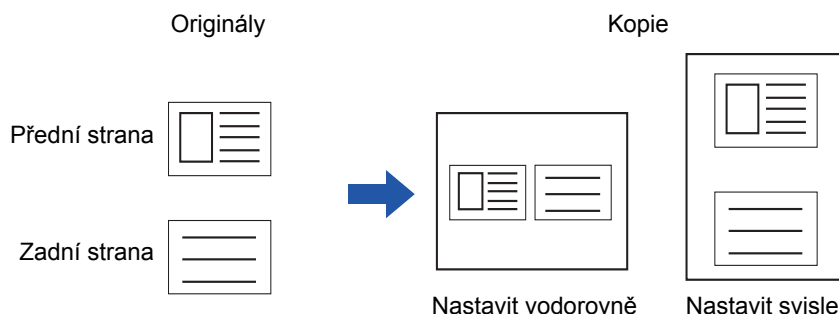 Originály
Kopie
Přední strana
Zadní strana
Nastavit vodorovně
Nastavit svisle